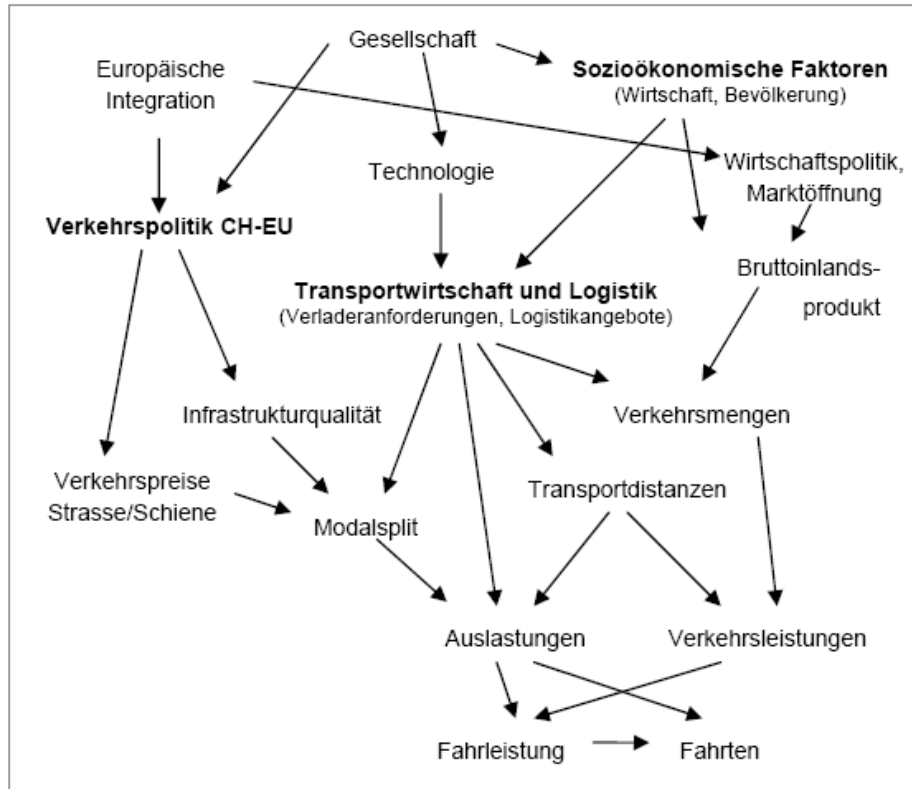 Gesellschaft
Europäische
Integration
Sozioökonomische Faktoren
(Wirtschaft, Bevölkerung)
Technologie
Wirtschaftspolitik,
Marktöffnung
Verkehrspolitik CH-EU
Bruttoinlands-
produkt
Transportwirtschaft und Logistik
(Verladeranforderungen, Logistikangebote)
Infrastrukturqualität
Verkehrsmengen
Verkehrspreise
Strasse/Schiene
Transportdistanzen
Modalsplit
Auslastungen
Verkehrsleistungen
Fahrleistung
Fahrten